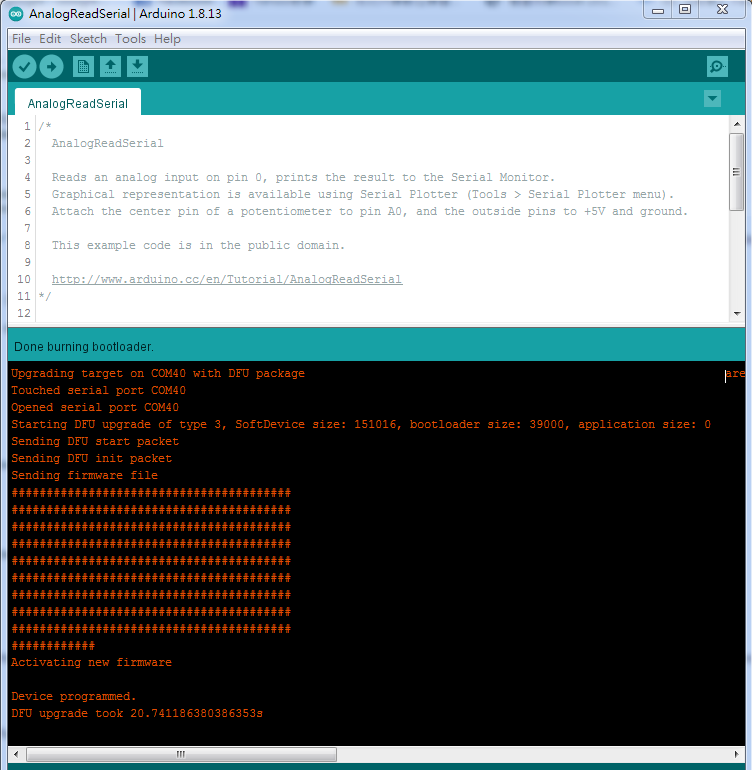 AnalogReadSerial | Arduino 1.8.13
File Edit Sketch Tools Help
AnalogReadSerial
1 /*
2 AnalogReadSerial
3
4 Reads an analog input on pin 0, prints the result to the Serial Monitor.
5 Graphical representation is available using Serial Plotter (Tools > Serial Plotter menu).
6 Attach the center pin of a potentiometer to pin A0, and the outside pins to +5V and ground.
7
8 This example code is in the public domain.
9
10 http://www.arduino.cc/en/Tutorial/AnalogReadSerial
11 */
12
Done burning bootloader.
Upgrading target on COM40 with DFU package are
Touched serial port COM40
Opened serial port COM40
Starting DFU upgrade of type 3, SoftDevice size: 151016, bootloader size: 39000, application size: 0
Sending DFU start packet
Sending DFU init packet
Sending firmware file
########################################
########################################
########################################
########################################
########################################
########################################
########################################
########################################
########################################
############
Activating new firmware
Device programmed.
DFU upgrade took 20.741186380386353s